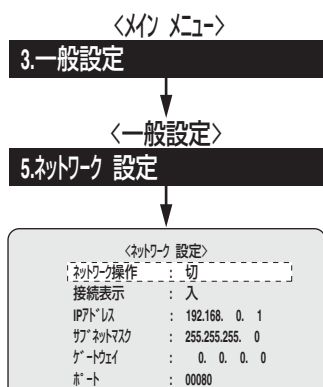 〈メイン メニュー〉
3.一般設定
〈一般設定〉
5.ネットワーク 設定
〈ネットワーク 設定〉
ネットワーク操作 : 切
接続表示 : 入
IPアドレス : 192.168. 0. 1
サブネットマスク : 255.255.255. 0
ゲートウェイ : 0. 0. 0. 0
ポート : 00080